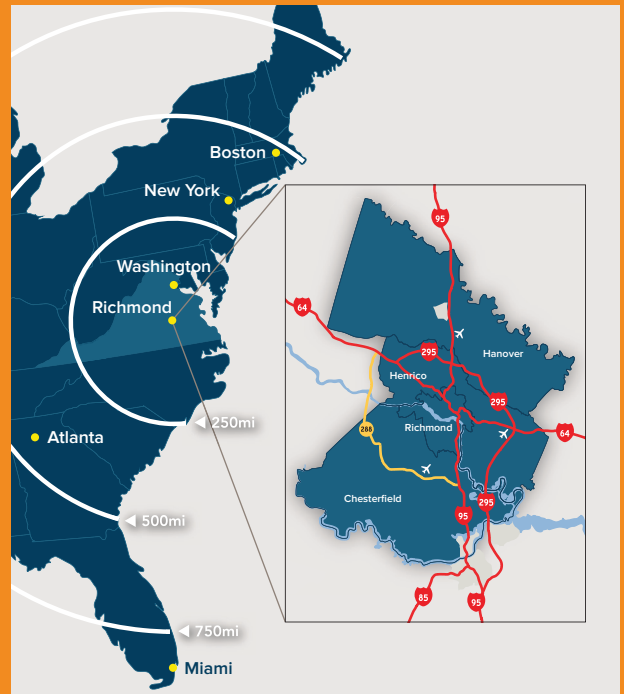 Boston
New York
Washington
Richmond
250mi
Atlanta
500mi
750mi
Miami
95
64
295
Hanover
Henrico
295
Richmond
288
64
Chesterfield
295
95
85
95